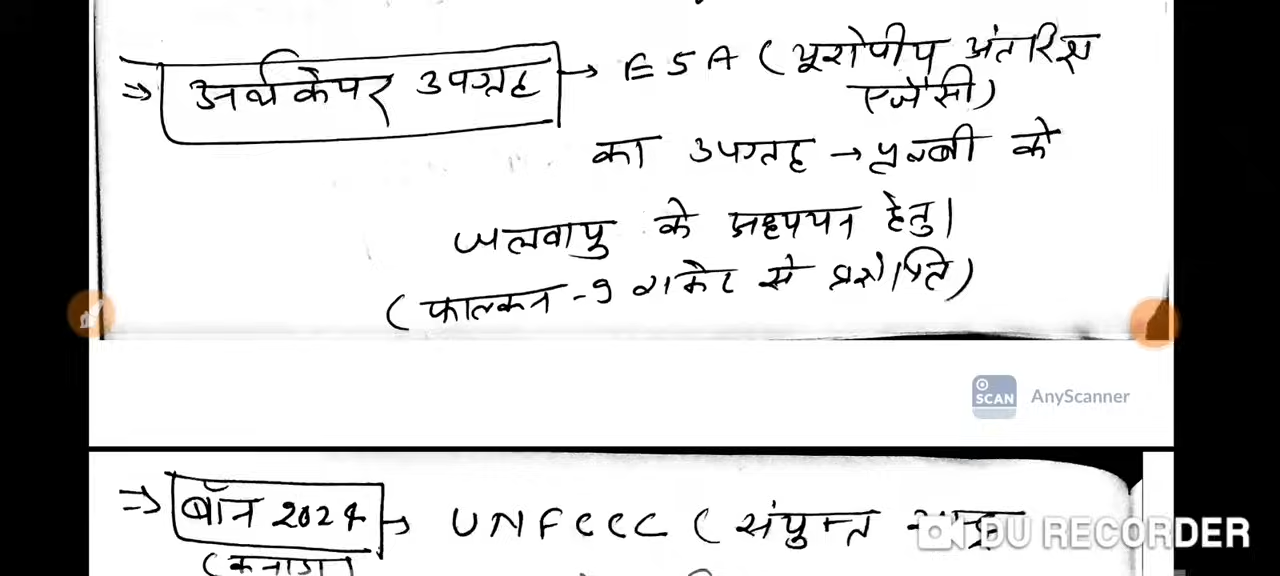 ⇒ अर्थकेयर उपग्रह → ESA (यूरोपीय अंतरिक्ष
एजेंसी)
का उपग्रह → पृथ्वी के
जलवायु के अध्ययन हेतु।
(फाल्कन -9 राकेट से प्रक्षेपित)
SCAN AnyScanner
⇒ बॉन 2024 → UNFCCC (संयुक्त
DU RECORDER